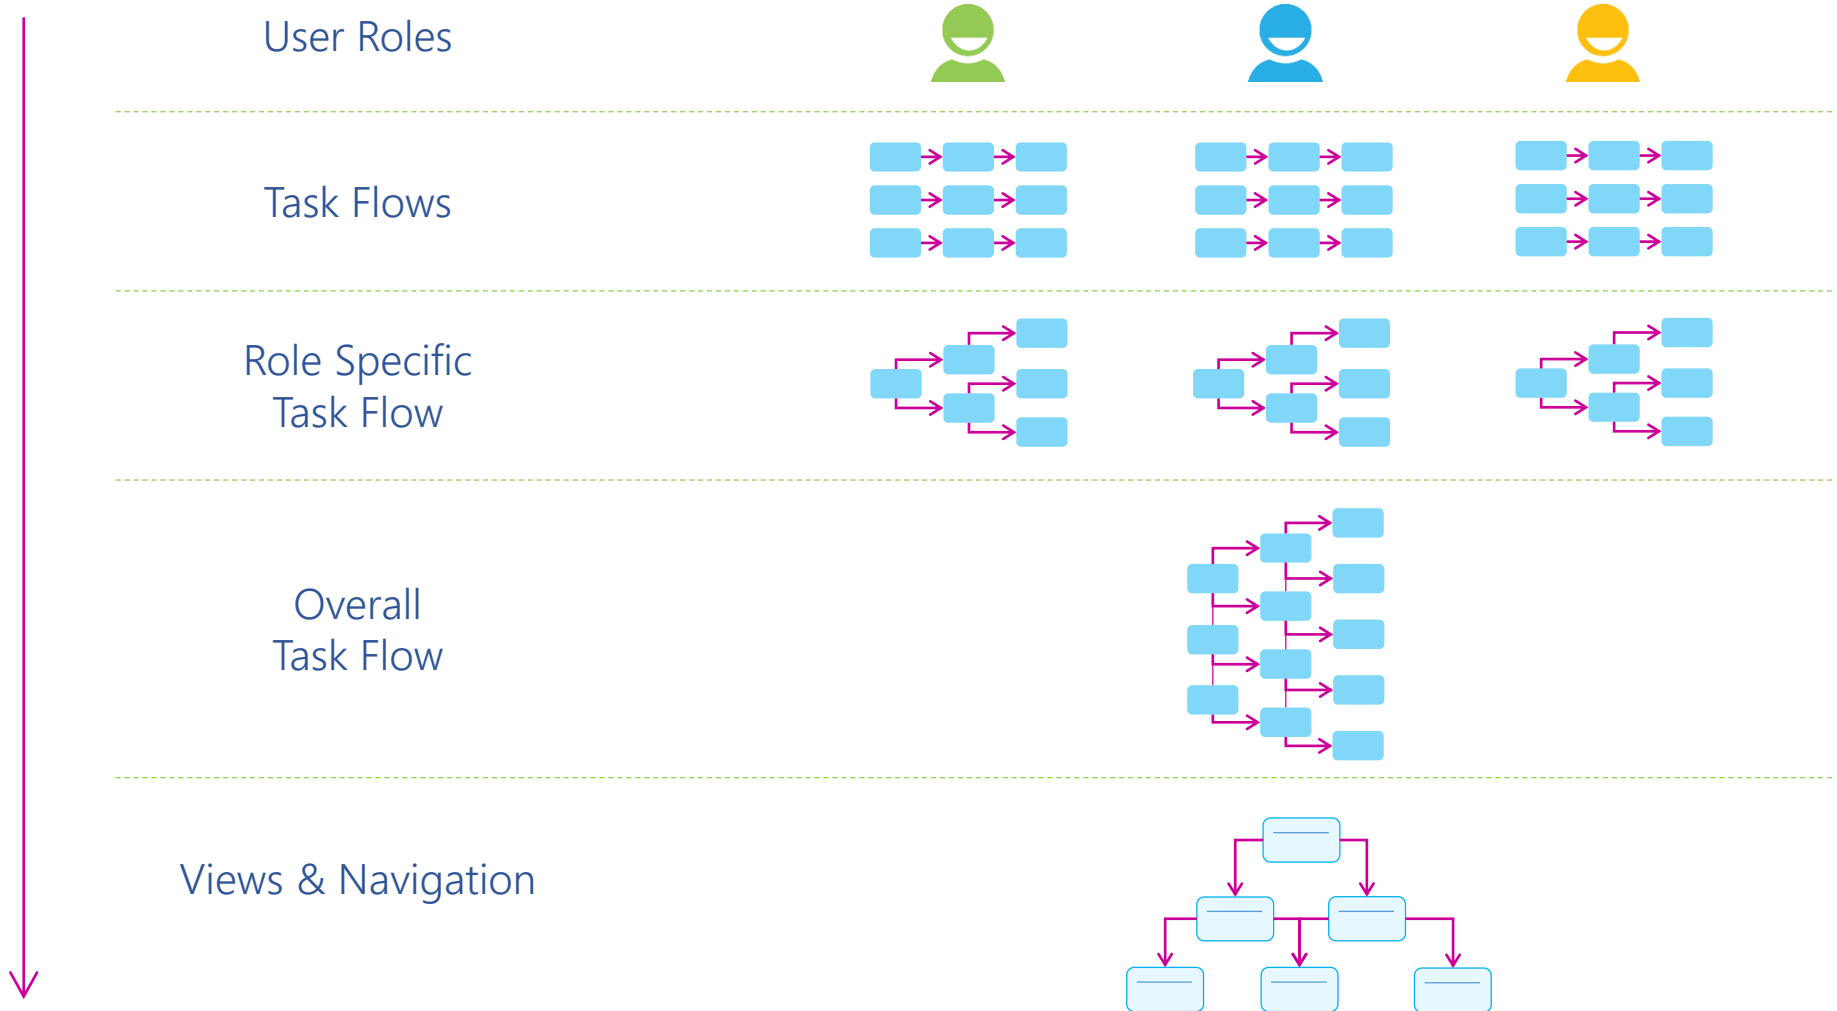 User Roles
Task Flows
Role Specific
Task Flow
Overall
Task Flow
Views & Navigation